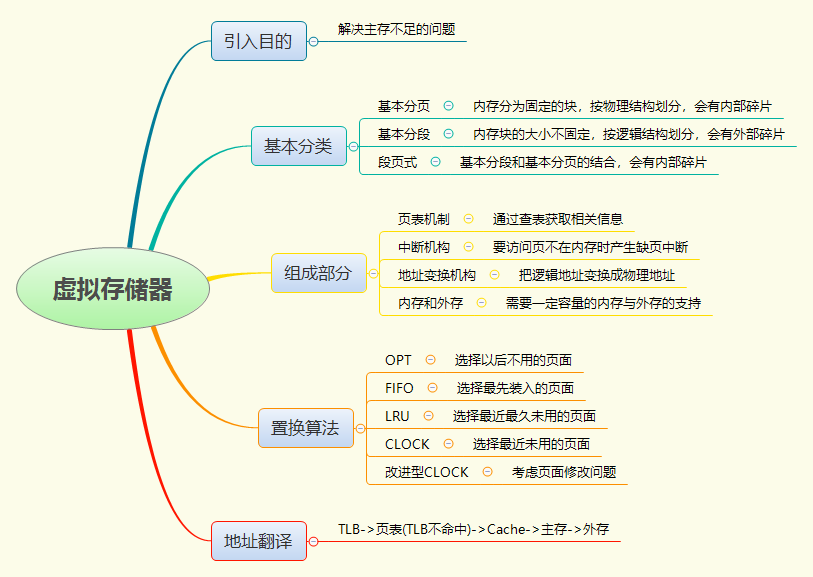 虚拟存储器
引入目的
解决主存不足的问题
基本分类
基本分页 内存分为固定的块，按物理结构划分，会有内部碎片
基本分段 内存块的大小不固定，按逻辑结构划分，会有外部碎片
段页式 基本分段和基本分页的结合，会有内部碎片
组成部分
页表机制 通过查表获取相关信息
中断机构 要访问页不在内存时产生缺页中断
地址变换机构 把逻辑地址变换成物理地址
内存和外存 需要一定容量的内存与外存的支持
置换算法
OPT 选择以后不用的页面
FIFO 选择最先装入的页面
LRU 选择最近最久未用的页面
CLOCK 选择最近未用的页面
改进型CLOCK 考虑页面修改问题
地址翻译
TLB->页表(TLB不命中)->Cache->主存->外存